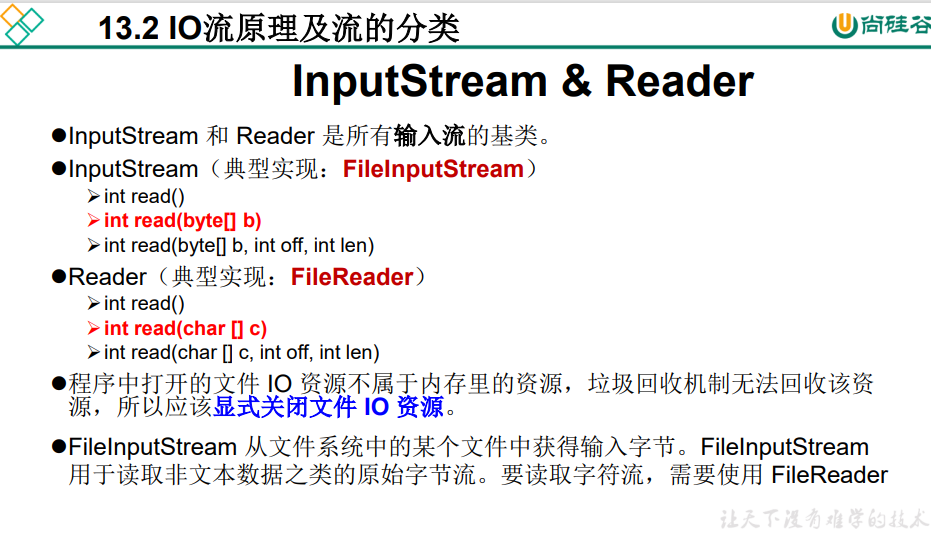 13.2 IO流原理及流的分类
尚硅谷
InputStream & Reader
●InputStream 和 Reader 是所有输入流的基类。
●InputStream（典型实现：FileInputStream）
➢int read()
➢int read(byte[] b)
➢int read(byte[] b, int off, int len)
●Reader（典型实现：FileReader）
➢int read()
➢int read(char [] c)
➢int read(char [] c, int off, int len)
●程序中打开的文件 IO 资源不属于内存里的资源，垃圾回收机制无法回收该资
源，所以应该显式关闭文件 IO 资源。
●FileInputStream 从文件系统中的某个文件中获得输入字节。FileInputStream
用于读取非文本数据之类的原始字节流。要读取字符流，需要使用 FileReader
让天下没有难学的技术